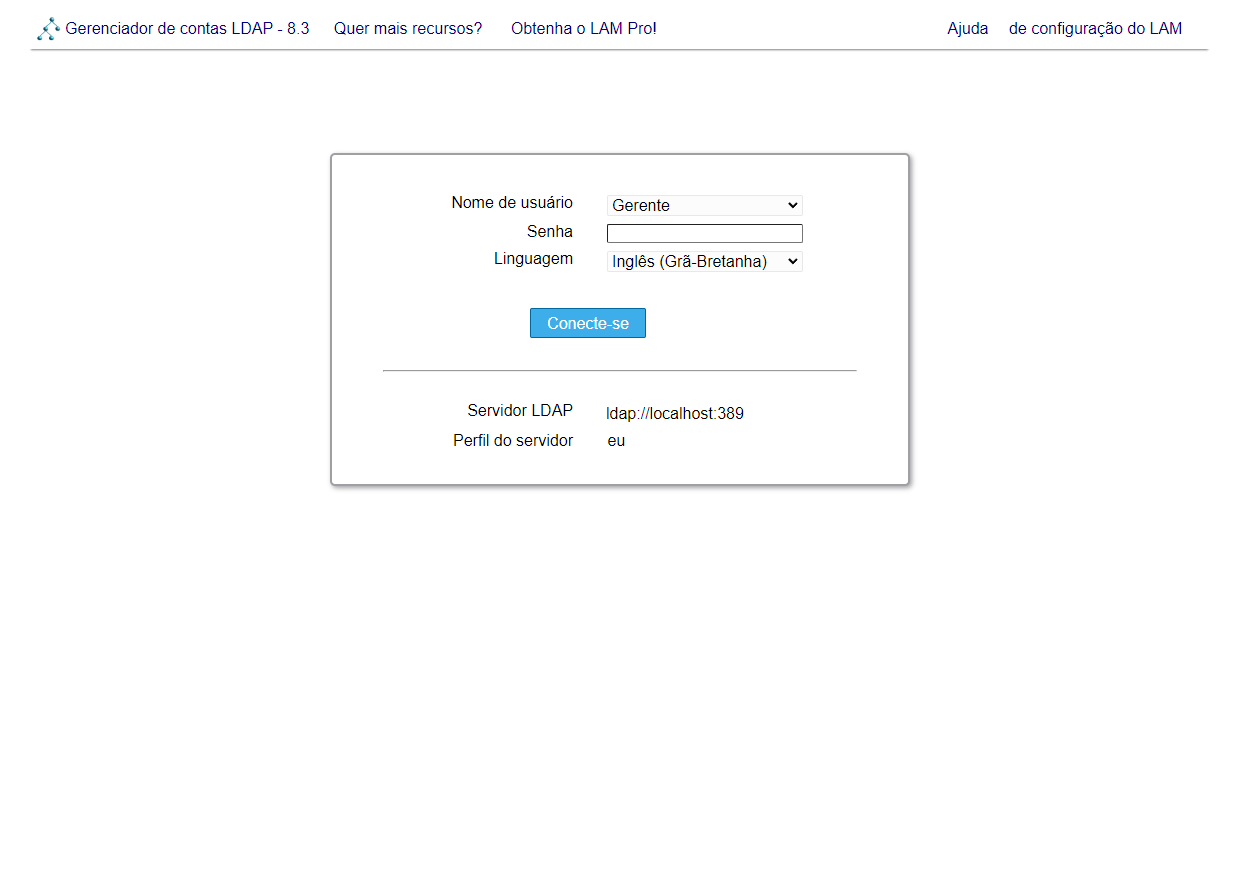 Gerenciador de contas LDAP - 8.3 Quer mais recursos? Obtenha o LAM Pro! Ajuda de configuração do LAM
Nome de usuário Gerente
Senha
Linguagem Inglês (Grã-Bretanha)
Conecte-se
Servidor LDAP ldap://localhost:389
Perfil do servidor eu